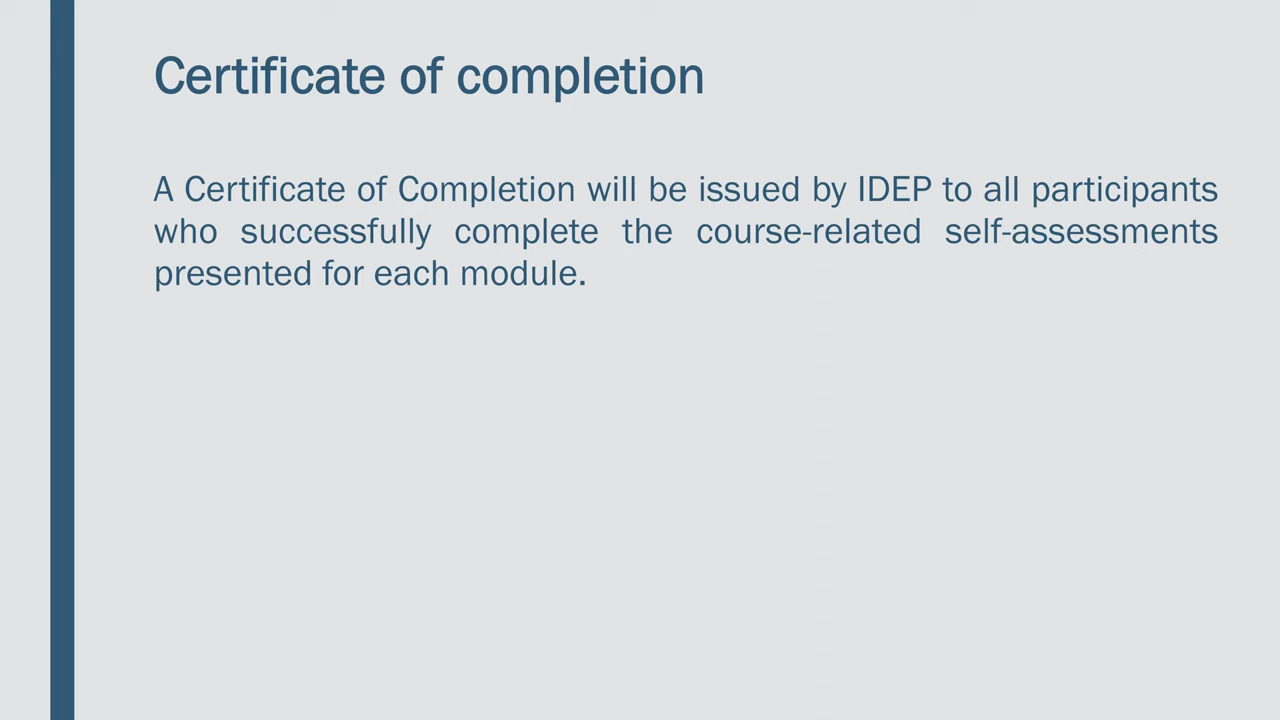 Certificate of completion
A Certificate of Completion will be issued by IDEP to all participants
who successfully complete the course-related self-assessments
presented for each module.